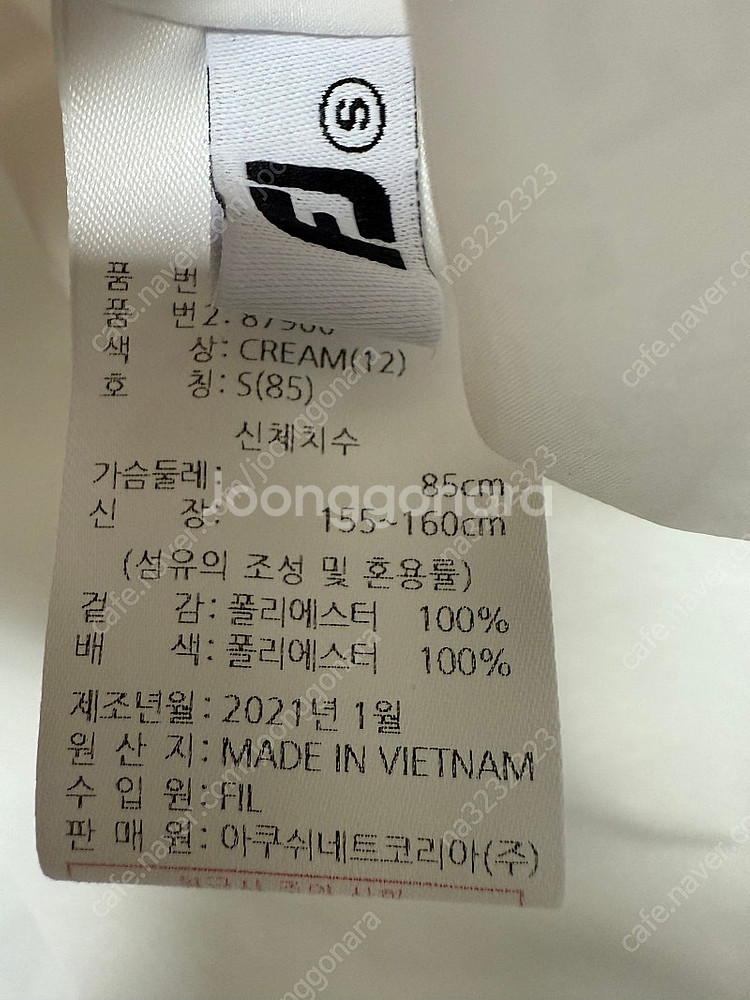 S
FJ
품 번
품 번2: 87900
색 상: CREAM(12)
호 칭: S(85)
신체치수
가슴둘레: 85cm
신 장: 155~160cm
(섬유의 조성 및 혼용률)
겉 감: 폴리에스터 100%
배 색: 폴리에스터 100%
제조년월: 2021년 1월
원 산 지: MADE IN VIETNAM
수 입 원: FIL
판 매 원: 아쿠쉬네트코리아(주)
joonggonara